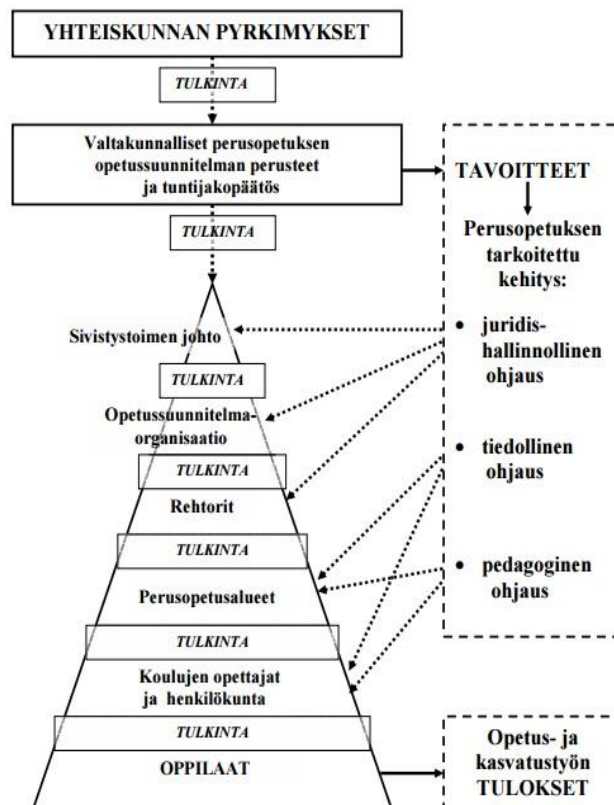 YHTEISKUNNAN PYRKIMYKSET
TULKINTA
Valtakunnalliset perusopetuksen
opetussuunnitelman perusteet
ja tuntijakopäätös
TULKINTA
Sivistystoimen johto
TULKINTA
Opetussuunnitelma-
organisaatio
TULKINTA
Rehtorit
TULKINTA
Perusopetusalueet
TULKINTA
Koulujen opettajat
ja henkilökunta
TULKINTA
OPPILAAT
TAVOITTEET
Perusopetuksen
tarkoitettu
kehitys:
• juridis-
hallinnollinen
ohjaus
• tiedollinen
ohjaus
• pedagoginen
ohjaus
Opetus- ja
kasvatustyön
TULOKSET